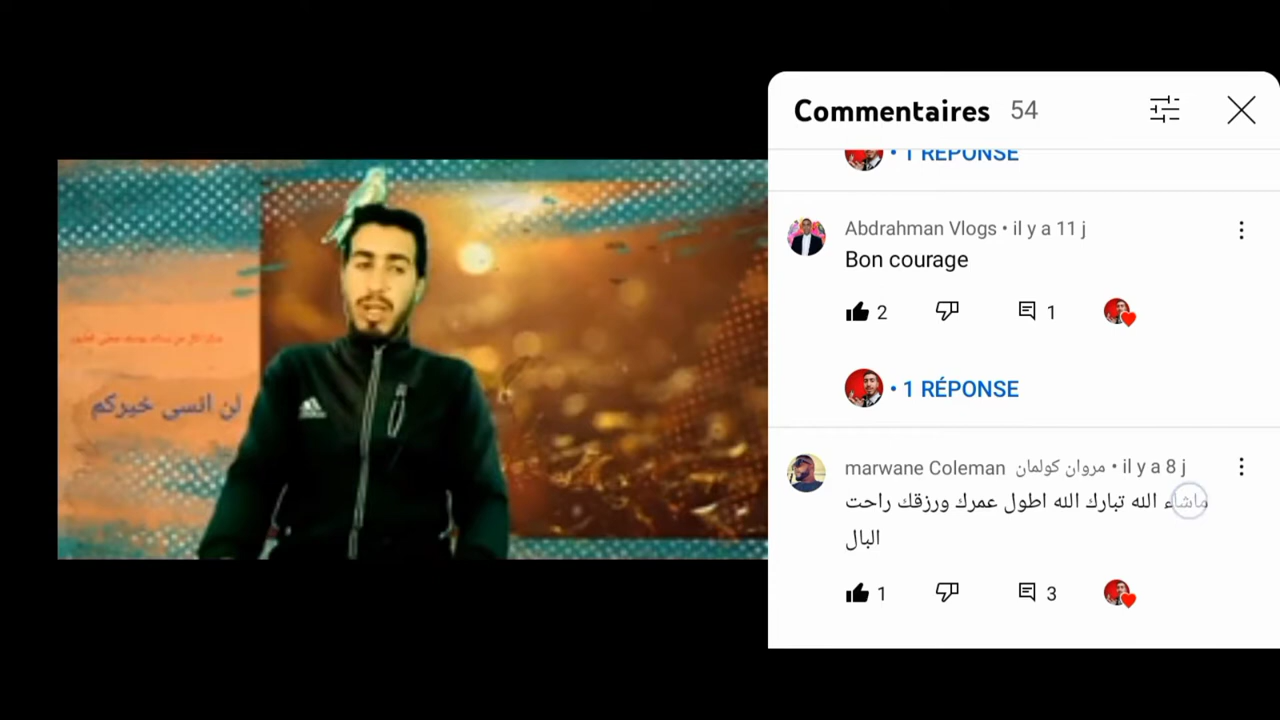 Commentaires 54
• 1 RÉPONSE
Abdrahman Vlogs • il y a 11 j
Bon courage
2 1
• 1 RÉPONSE
marwane Coleman مروان كولمان • il y a 8 j
ماشاء الله تبارك الله اطول عمرك ورزقك راحت
البال
1 3
لن انسى خيركم